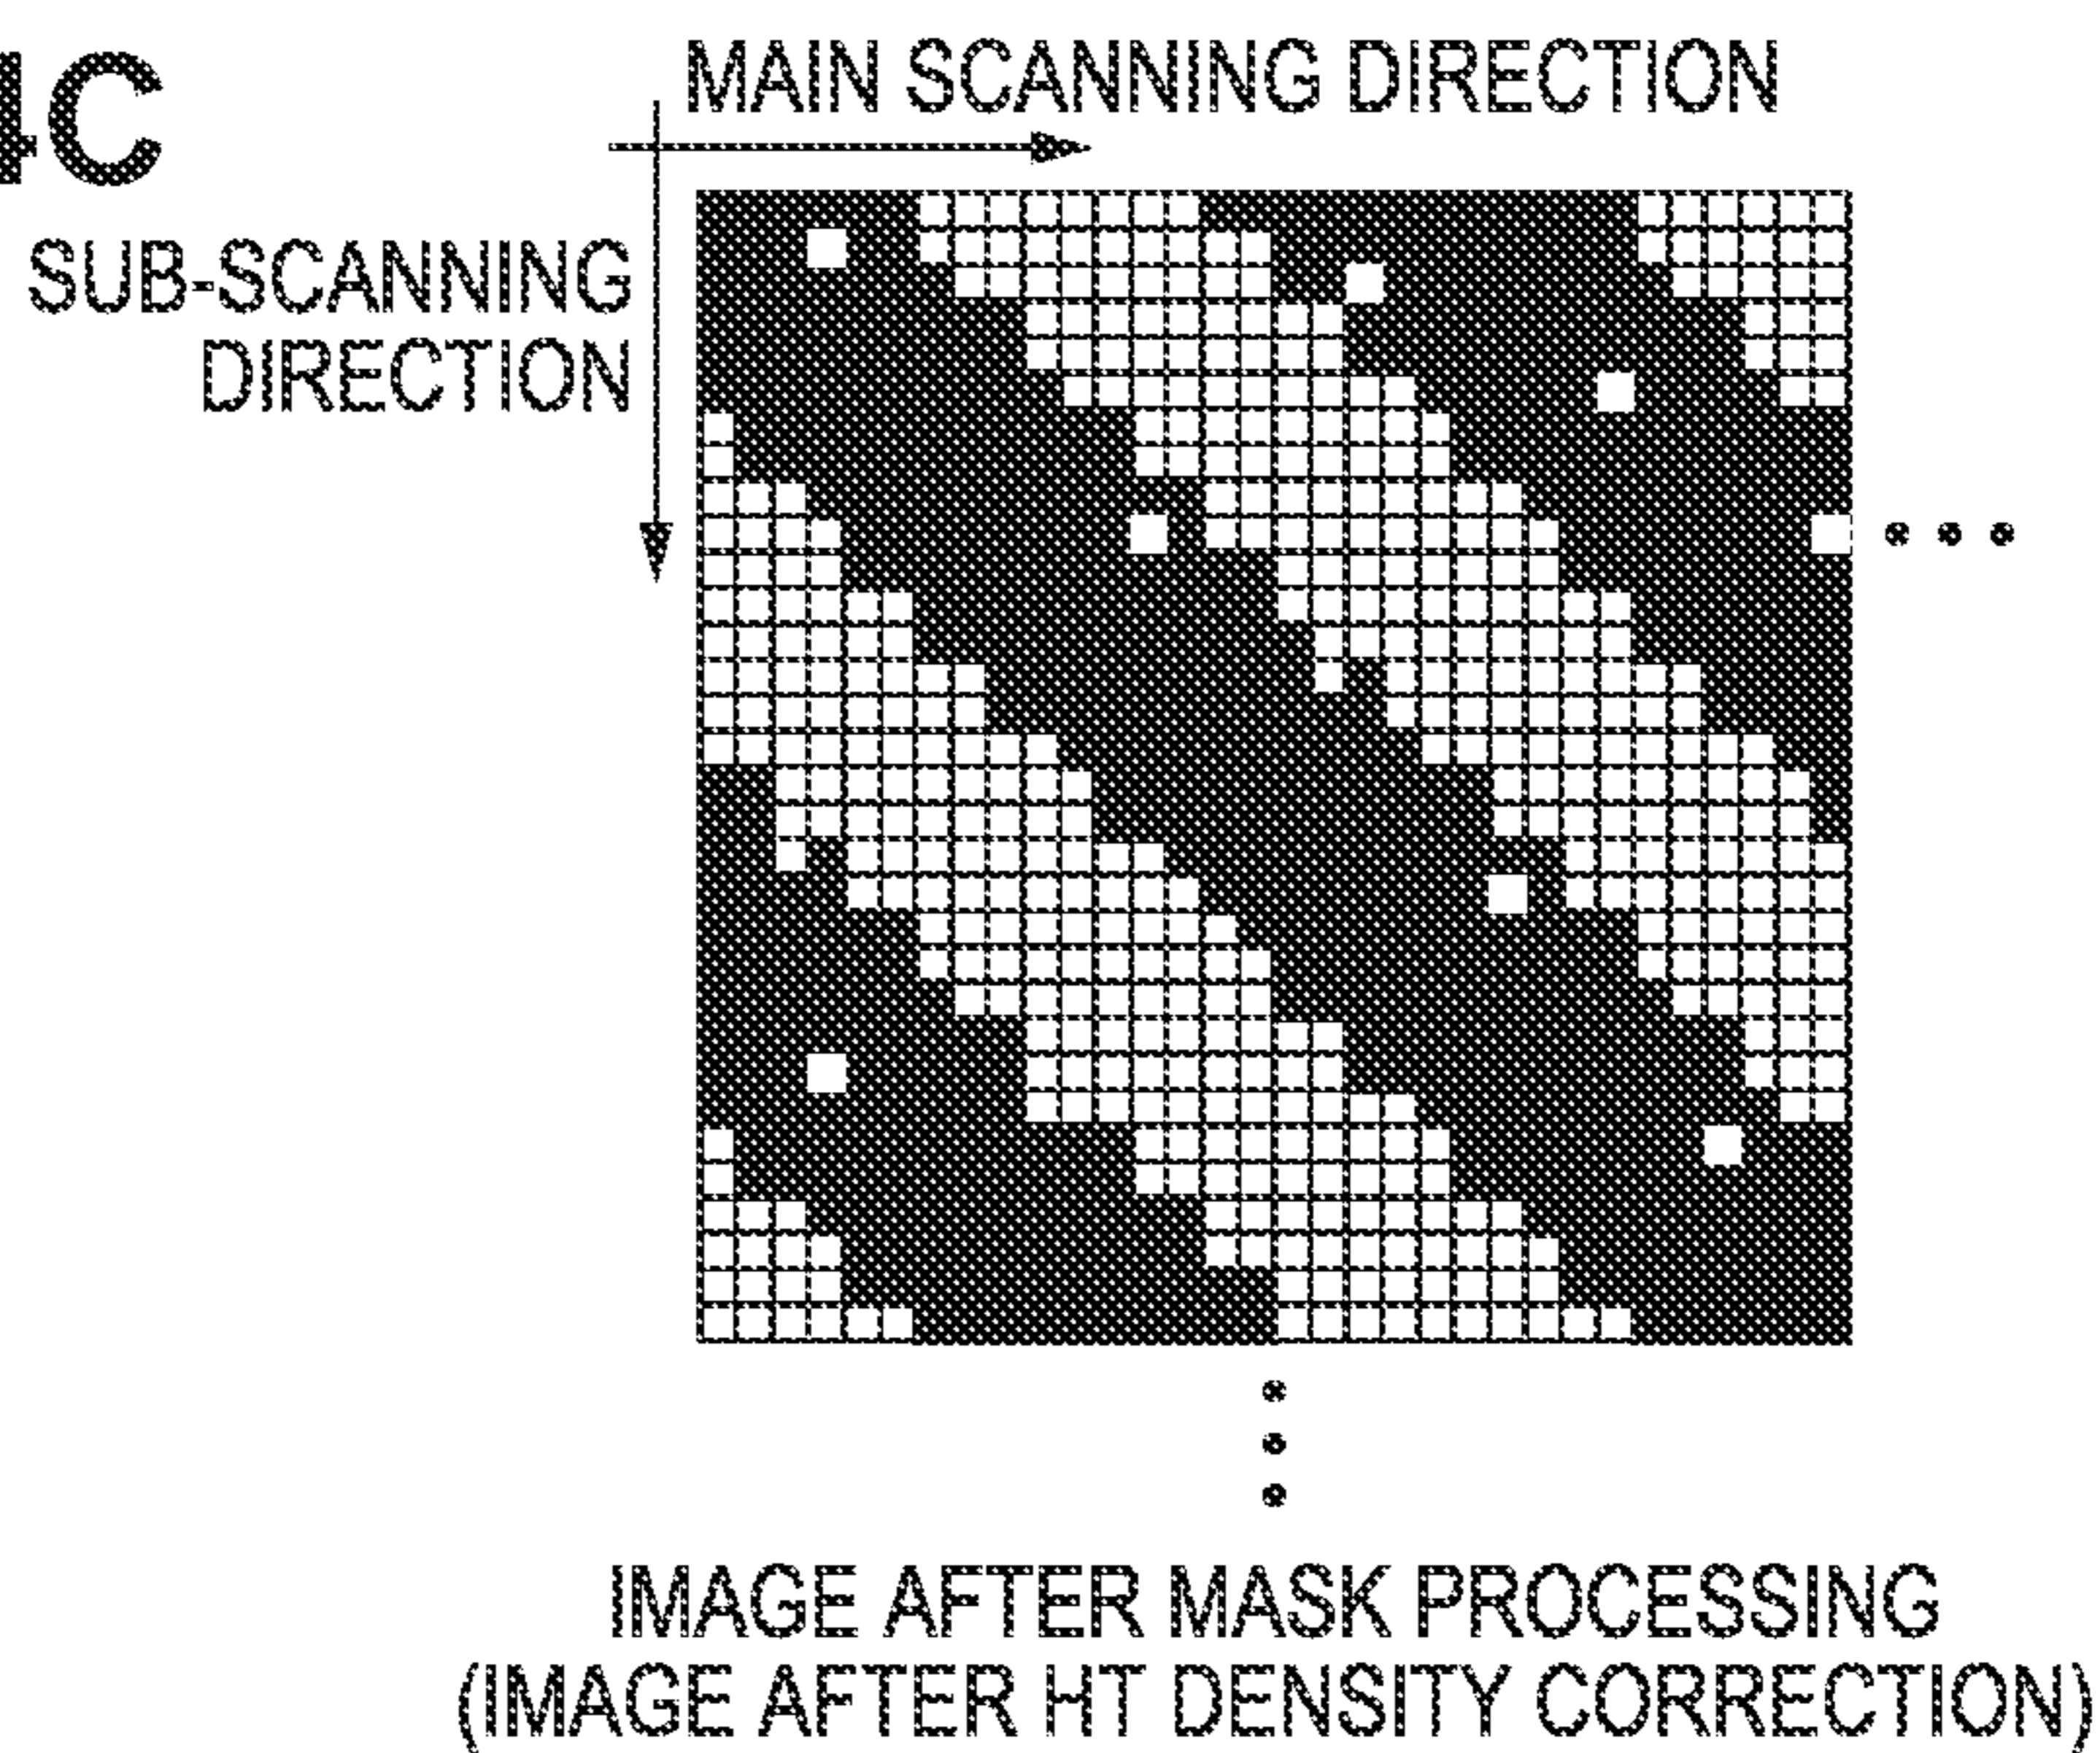 4C
MAIN SCANNING DIRECTION
SUB-SCANNING
DIRECTION
IMAGE AFTER MASK PROCESSING
(IMAGE AFTER HT DENSITY CORRECTION)